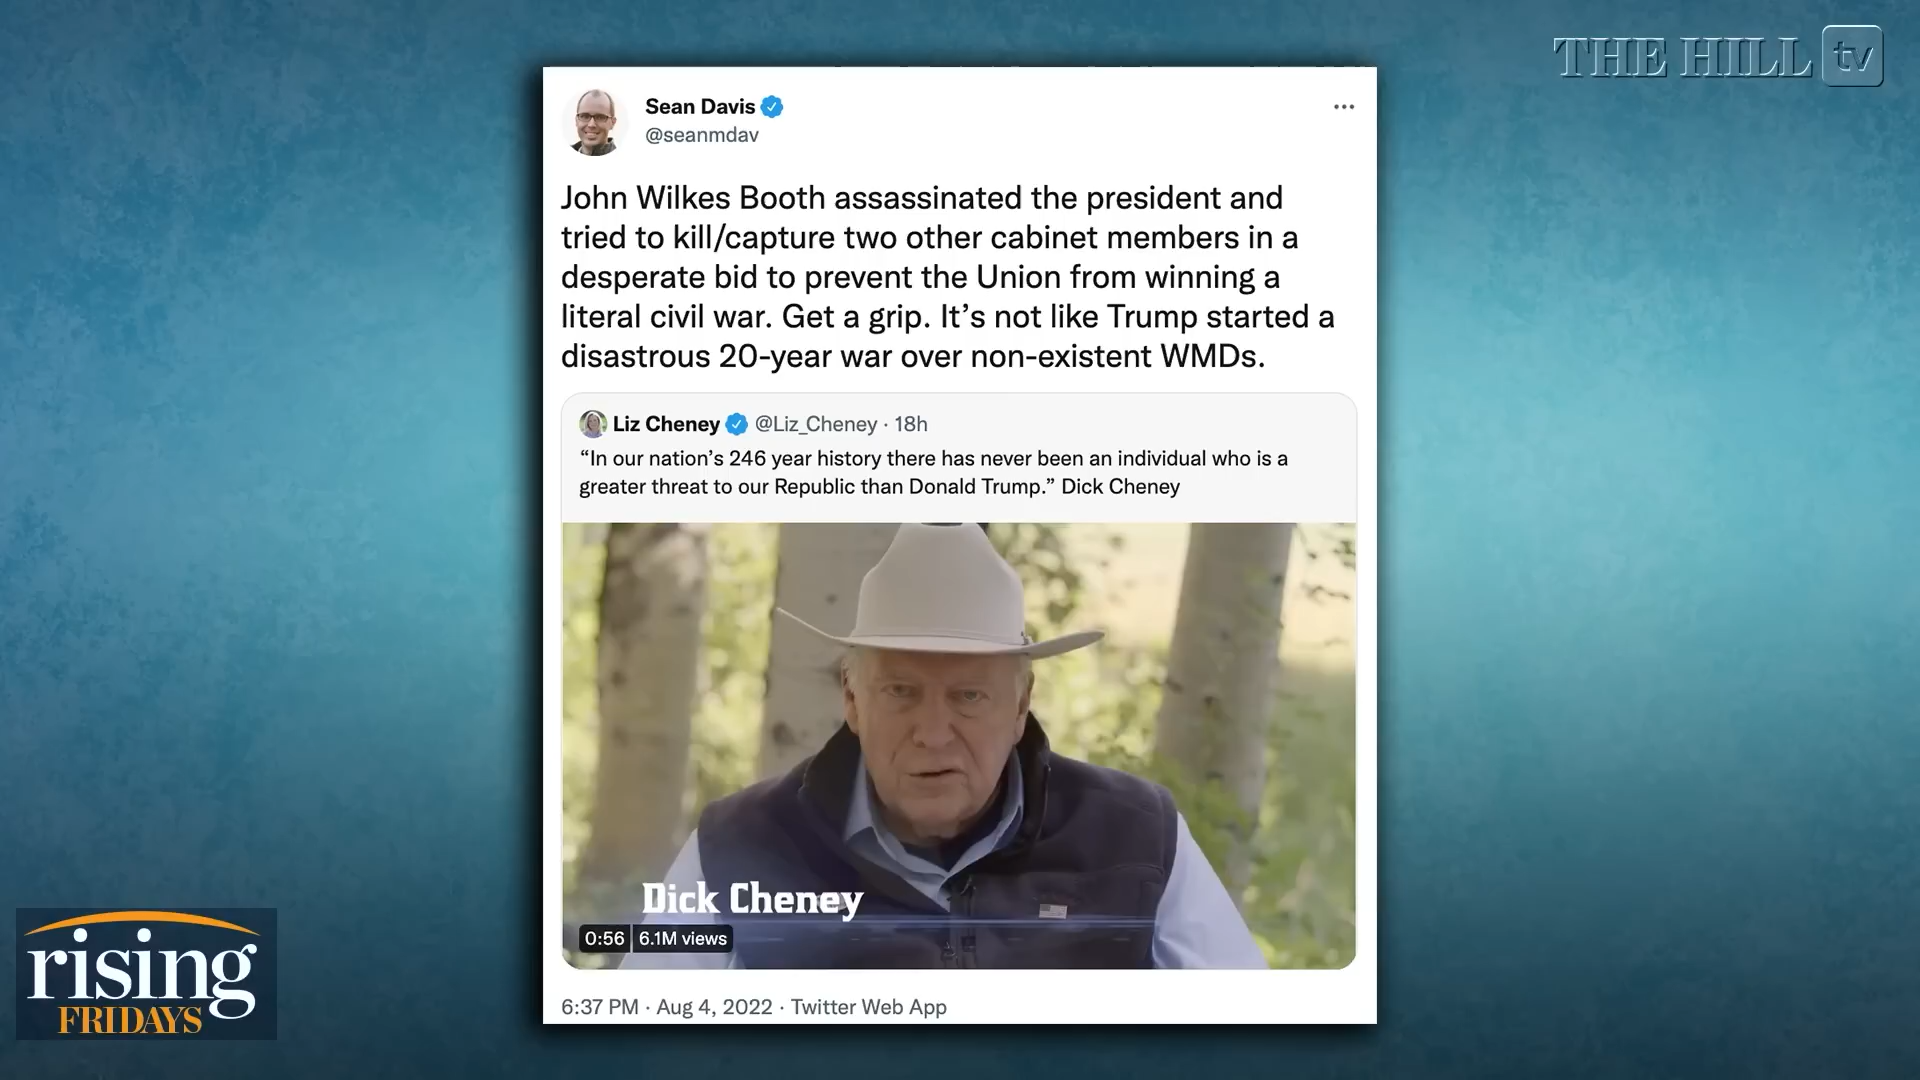 THE HILL tv
Sean Davis
@seanmdav
John Wilkes Booth assassinated the president and
tried to kill/capture two other cabinet members in a
desperate bid to prevent the Union from winning a
literal civil war. Get a grip. It’s not like Trump started a
disastrous 20-year war over non-existent WMDs.
Liz Cheney @Liz_Cheney · 18h
“In our nation’s 246 year history there has never been an individual who is a
greater threat to our Republic than Donald Trump.” Dick Cheney
Dick Cheney
0:56 6.1M views
6:37 PM · Aug 4, 2022 · Twitter Web App
rising
FRIDAYS